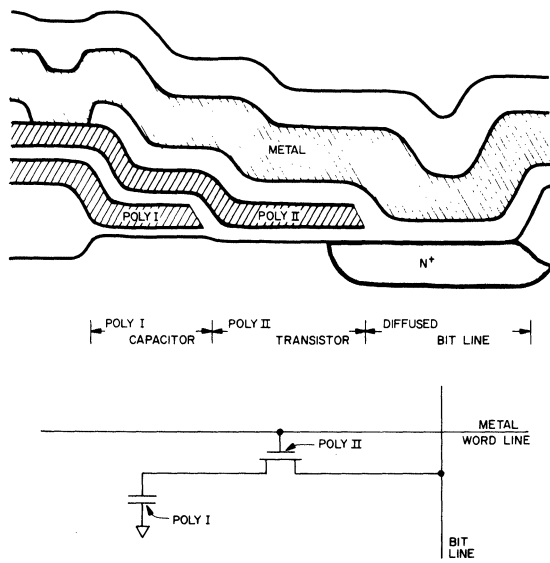 METAL
POLY I
POLY II
N+
POLY I
CAPACITOR
POLY II
TRANSISTOR
DIFFUSED
BIT LINE
METAL
WORD LINE
POLY II
POLY I
BIT
LINE